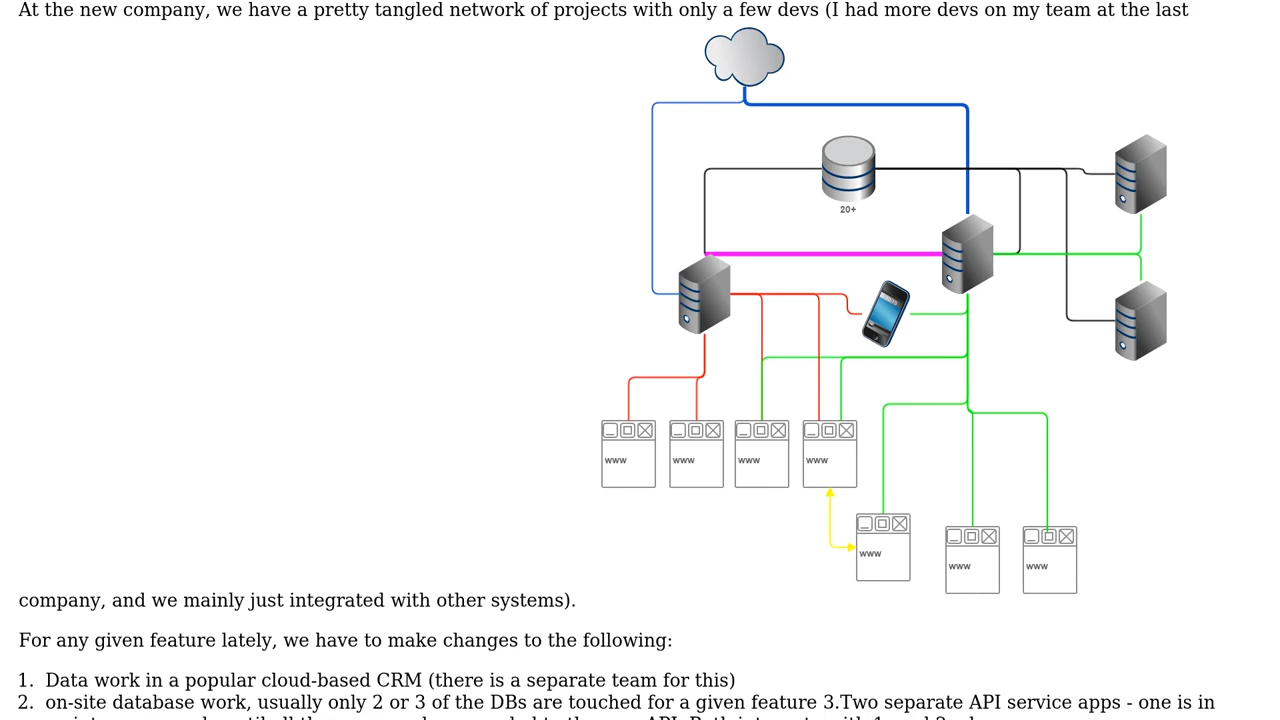 At the new company, we have a pretty tangled network of projects with only a few devs (I had more devs on my team at the last
20+
www
www
www
www
www
www
www
company, and we mainly just integrated with other systems).
For any given feature lately, we have to make changes to the following:
1. Data work in a popular cloud-based CRM (there is a separate team for this)
2. on-site database work, usually only 2 or 3 of the DBs are touched for a given feature 3.Two separate API service apps - one is in